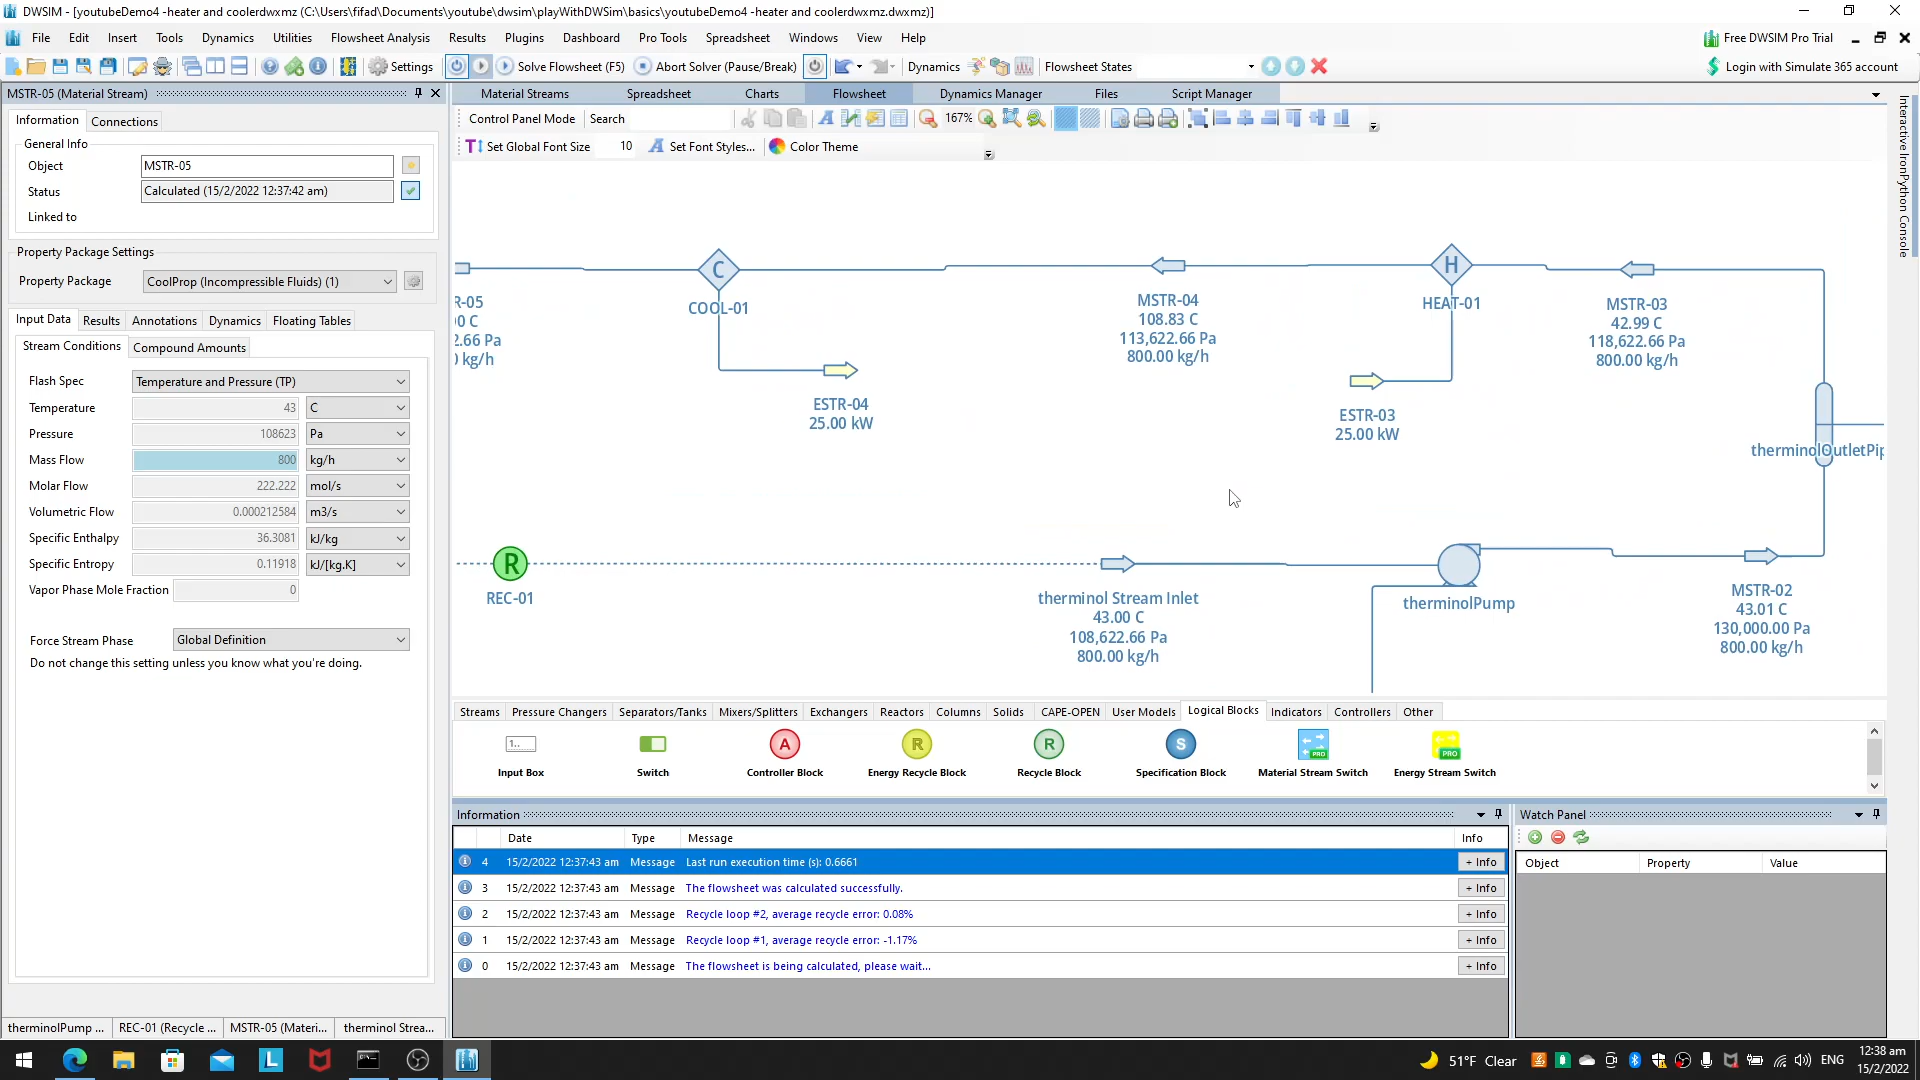 DWSIM - [youtubeDemo4 -heater and coolerdwxmz (C:\Users\fifad\Documents\youtube\dwsim\playWithDWSim\basics\youtubeDemo4 -heater and coolerdwxmz.dwxmz)]
File Edit Insert Tools Dynamics Utilities Flowsheet Analysis Results Plugins Dashboard Pro Tools Spreadsheet Windows View Help Free DWSIM Pro Trial
Settings Solve Flowsheet (F5) Abort Solver (Pause/Break) Dynamics Flowsheet States Login with Simulate 365 account
MSTR-05 (Material Stream)
Information Connections
General Info
Object MSTR-05
Status Calculated (15/2/2022 12:37:42 am)
Linked to
Property Package Settings
Property Package CoolProp (Incompressible Fluids) (1)
Input Data Results Annotations Dynamics Floating Tables
Stream Conditions Compound Amounts
Flash Spec Temperature and Pressure (TP)
Temperature 43 C
Pressure 108623 Pa
Mass Flow 800 kg/h
Molar Flow 222.222 mol/s
Volumetric Flow 0.000212584 m3/s
Specific Enthalpy 36.3081 kJ/kg
Specific Entropy 0.11918 kJ/[kg.K]
Vapor Phase Mole Fraction 0
Force Stream Phase Global Definition
Do not change this setting unless you know what you're doing.
therminolPump ... REC-01 (Recycle ... MSTR-05 (Materi... therminol Strea...
Material Streams Spreadsheet Charts Flowsheet Dynamics Manager Files Script Manager
Control Panel Mode Search A 167%
Set Global Font Size 10 A Set Font Styles... Color Theme
Interactive IronPython Console
R-05
00 C
2.66 Pa
0 kg/h
C
COOL-01
ESTR-04
25.00 kW
MSTR-04
108.83 C
113,622.66 Pa
800.00 kg/h
H
HEAT-01
ESTR-03
25.00 kW
MSTR-03
42.99 C
118,622.66 Pa
800.00 kg/h
therminolOutletPip
R
REC-01
therminol Stream Inlet
43.00 C
108,622.66 Pa
800.00 kg/h
therminolPump
MSTR-02
43.01 C
130,000.00 Pa
800.00 kg/h
Streams Pressure Changers Separators/Tanks Mixers/Splitters Exchangers Reactors Columns Solids CAPE-OPEN User Models Logical Blocks Indicators Controllers Other
1.. A R R S PRO PRO
Input Box Switch Controller Block Energy Recycle Block Recycle Block Specification Block Material Stream Switch Energy Stream Switch
Information
Date Type Message Info
4 15/2/2022 12:37:43 am Message Last run execution time (s): 0.6661 + Info
3 15/2/2022 12:37:43 am Message The flowsheet was calculated successfully. + Info
2 15/2/2022 12:37:43 am Message Recycle loop #2, average recycle error: 0.08% + Info
1 15/2/2022 12:37:43 am Message Recycle loop #1, average recycle error: -1.17% + Info
0 15/2/2022 12:37:43 am Message The flowsheet is being calculated, please wait... + Info
Watch Panel
Object Property Value
L 51°F Clear ENG 12:38 am
15/2/2022